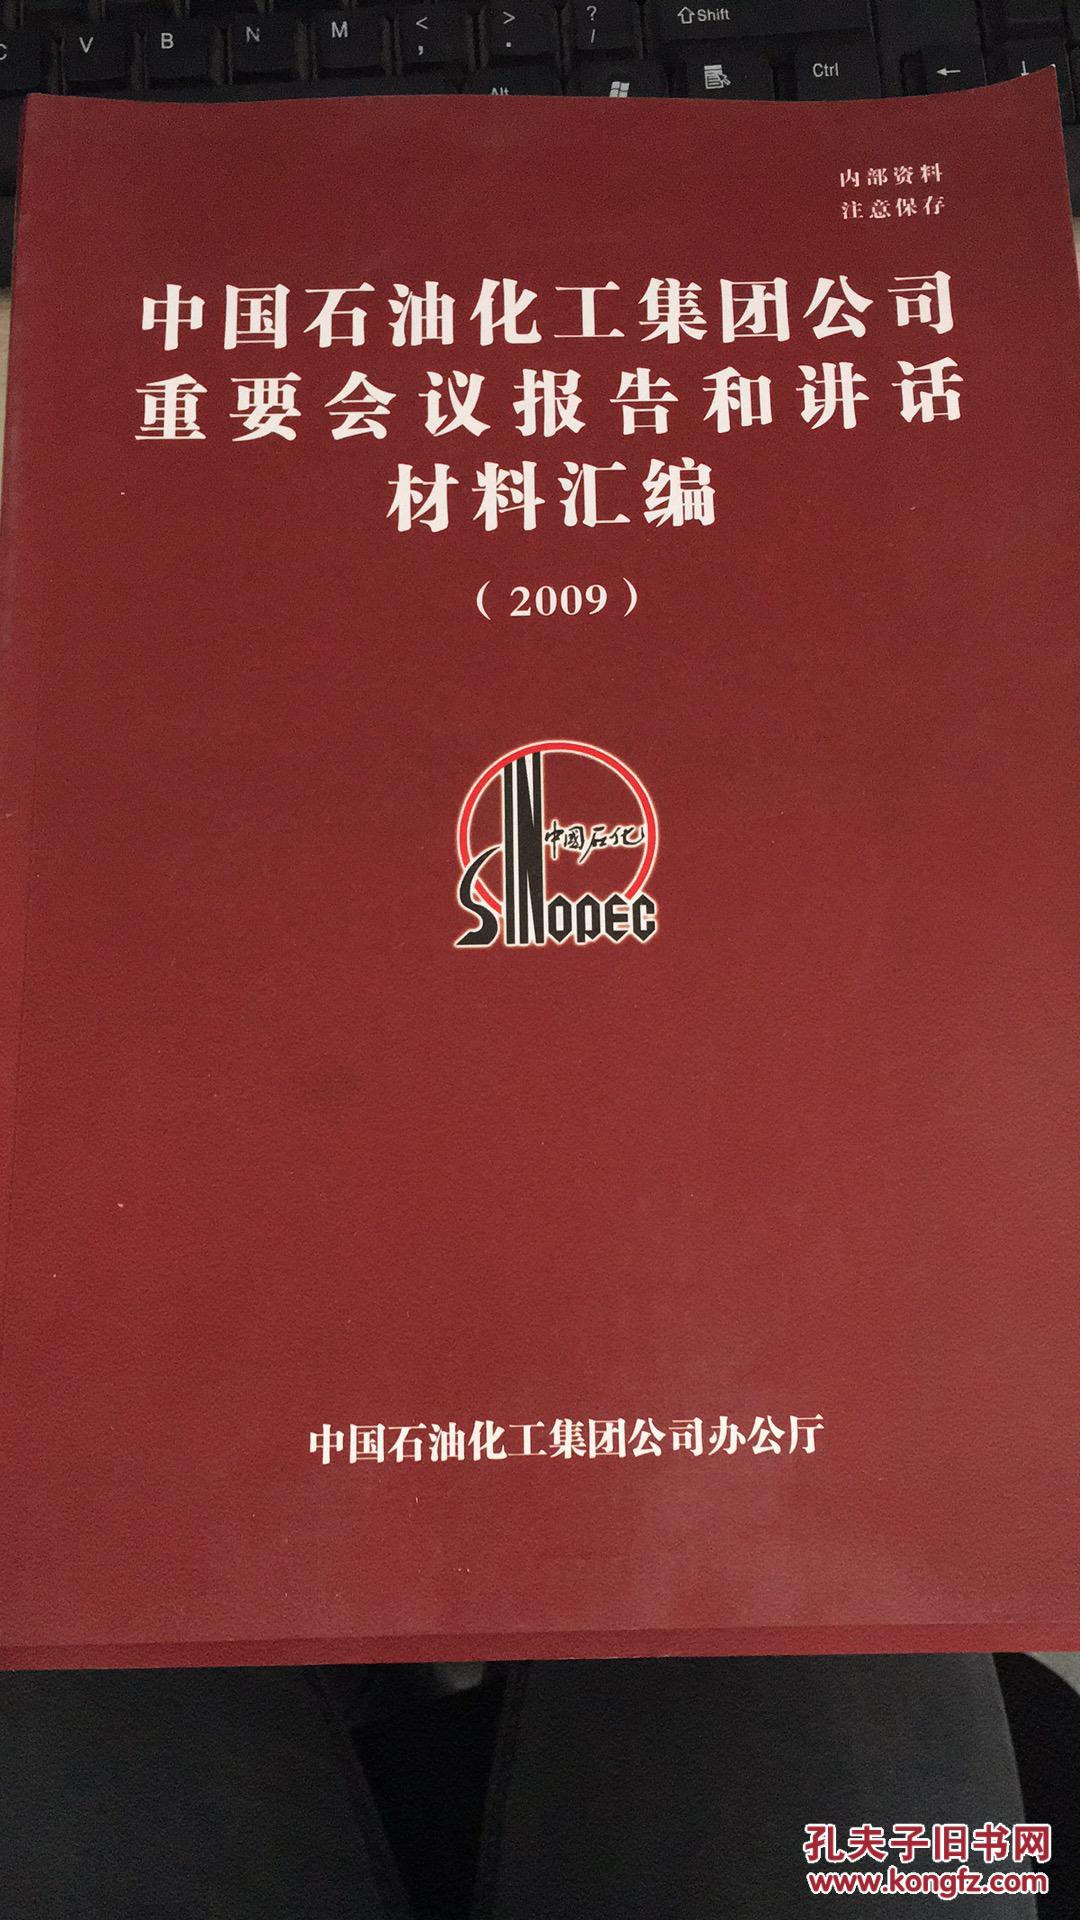 C V B N M < , > . ? / ⇧Shift
Alt Ctrl ←
内部资料
注意保存
中国石油化工集团公司
重要会议报告和讲话
材料汇编
（2009）
中國石化
SINOPEC
中国石油化工集团公司办公厅
孔夫子旧书网
www.kongfz.com